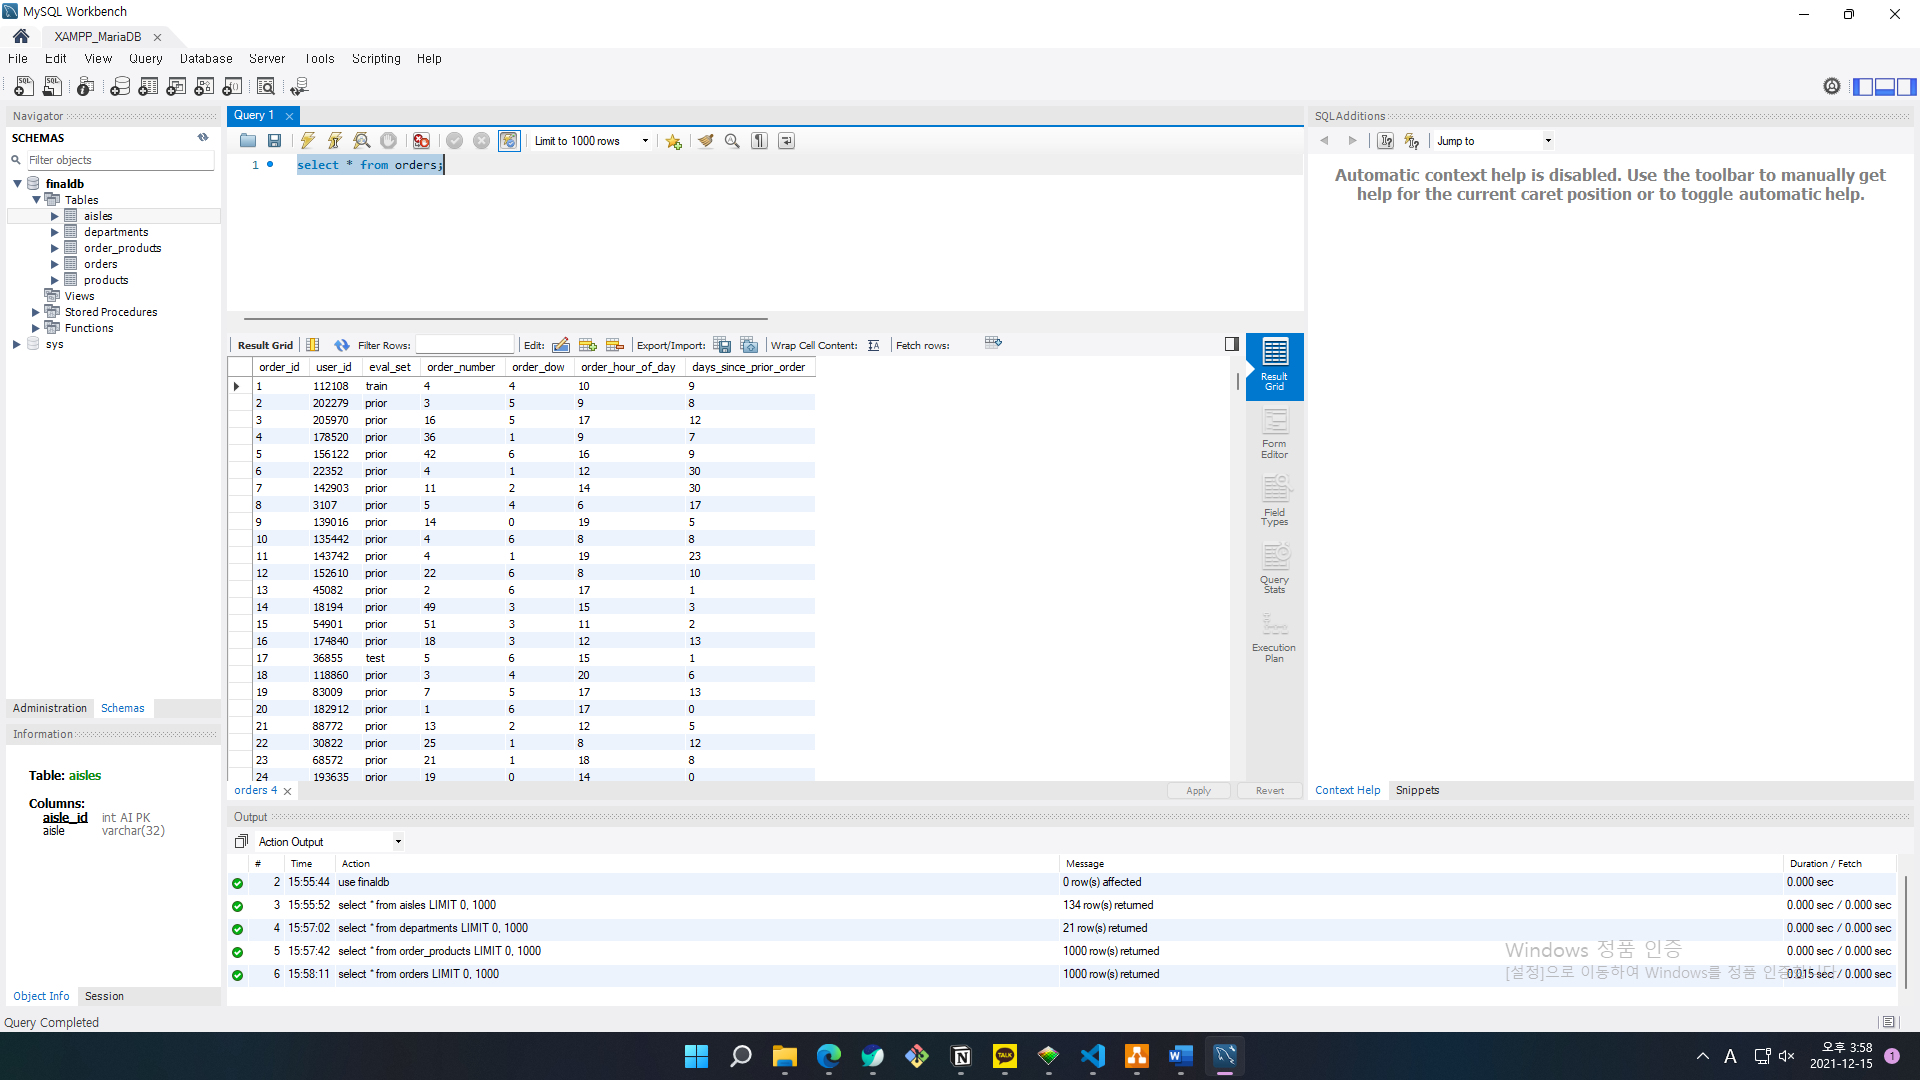 MySQL Workbench
XAMPP_MariaDB
File Edit View Query Database Server Tools Scripting Help
Navigator
SCHEMAS
Filter objects
finaldb
Tables
aisles
departments
order_products
orders
products
Views
Stored Procedures
Functions
sys
Administration Schemas
Information
Table: aisles
Columns:
aisle_id int AI PK
aisle varchar(32)
Object Info Session
Query 1
Limit to 1000 rows
1 select * from orders;
Result Grid Filter Rows: Edit: Export/Import: Wrap Cell Content: Fetch rows:
order_id user_id eval_set order_number order_dow order_hour_of_day days_since_prior_order
1 112108 train 4 4 10 9
2 202279 prior 3 5 9 8
3 205970 prior 16 5 17 12
4 178520 prior 36 1 9 7
5 156122 prior 42 6 16 9
6 22352 prior 4 1 12 30
7 142903 prior 11 2 14 30
8 3107 prior 5 4 6 17
9 139016 prior 14 0 19 5
10 135442 prior 4 6 8 8
11 143742 prior 4 1 19 23
12 152610 prior 22 6 8 10
13 45082 prior 2 6 17 1
14 18194 prior 49 3 15 3
15 54901 prior 51 3 11 2
16 174840 prior 18 3 12 13
17 36855 test 5 6 15 1
18 118860 prior 3 4 20 6
19 83009 prior 7 5 17 13
20 182912 prior 1 6 17 0
21 88772 prior 13 2 12 5
22 30822 prior 25 1 8 12
23 68572 prior 21 1 18 8
24 193635 prior 19 0 14 0
Result
Grid
Form
Editor
Field
Types
Query
Stats
Execution
Plan
orders 4 Apply Revert
SQLAdditions
Jump to
Automatic context help is disabled. Use the toolbar to manually get
help for the current caret position or to toggle automatic help.
Context Help Snippets
Output
Action Output
# Time Action Message Duration / Fetch
2 15:55:44 use finaldb 0 row(s) affected 0.000 sec
3 15:55:52 select * from aisles LIMIT 0, 1000 134 row(s) returned 0.000 sec / 0.000 sec
4 15:57:02 select * from departments LIMIT 0, 1000 21 row(s) returned 0.000 sec / 0.000 sec
5 15:57:42 select * from order_products LIMIT 0, 1000 1000 row(s) returned 0.000 sec / 0.000 sec
6 15:58:11 select * from orders LIMIT 0, 1000 1000 row(s) returned 0.015 sec / 0.000 sec
Windows 정품 인증
[설정]으로 이동하여 Windows를 정품 인증
Query Completed
TALK
A
오후 3:58
2021-12-15
1